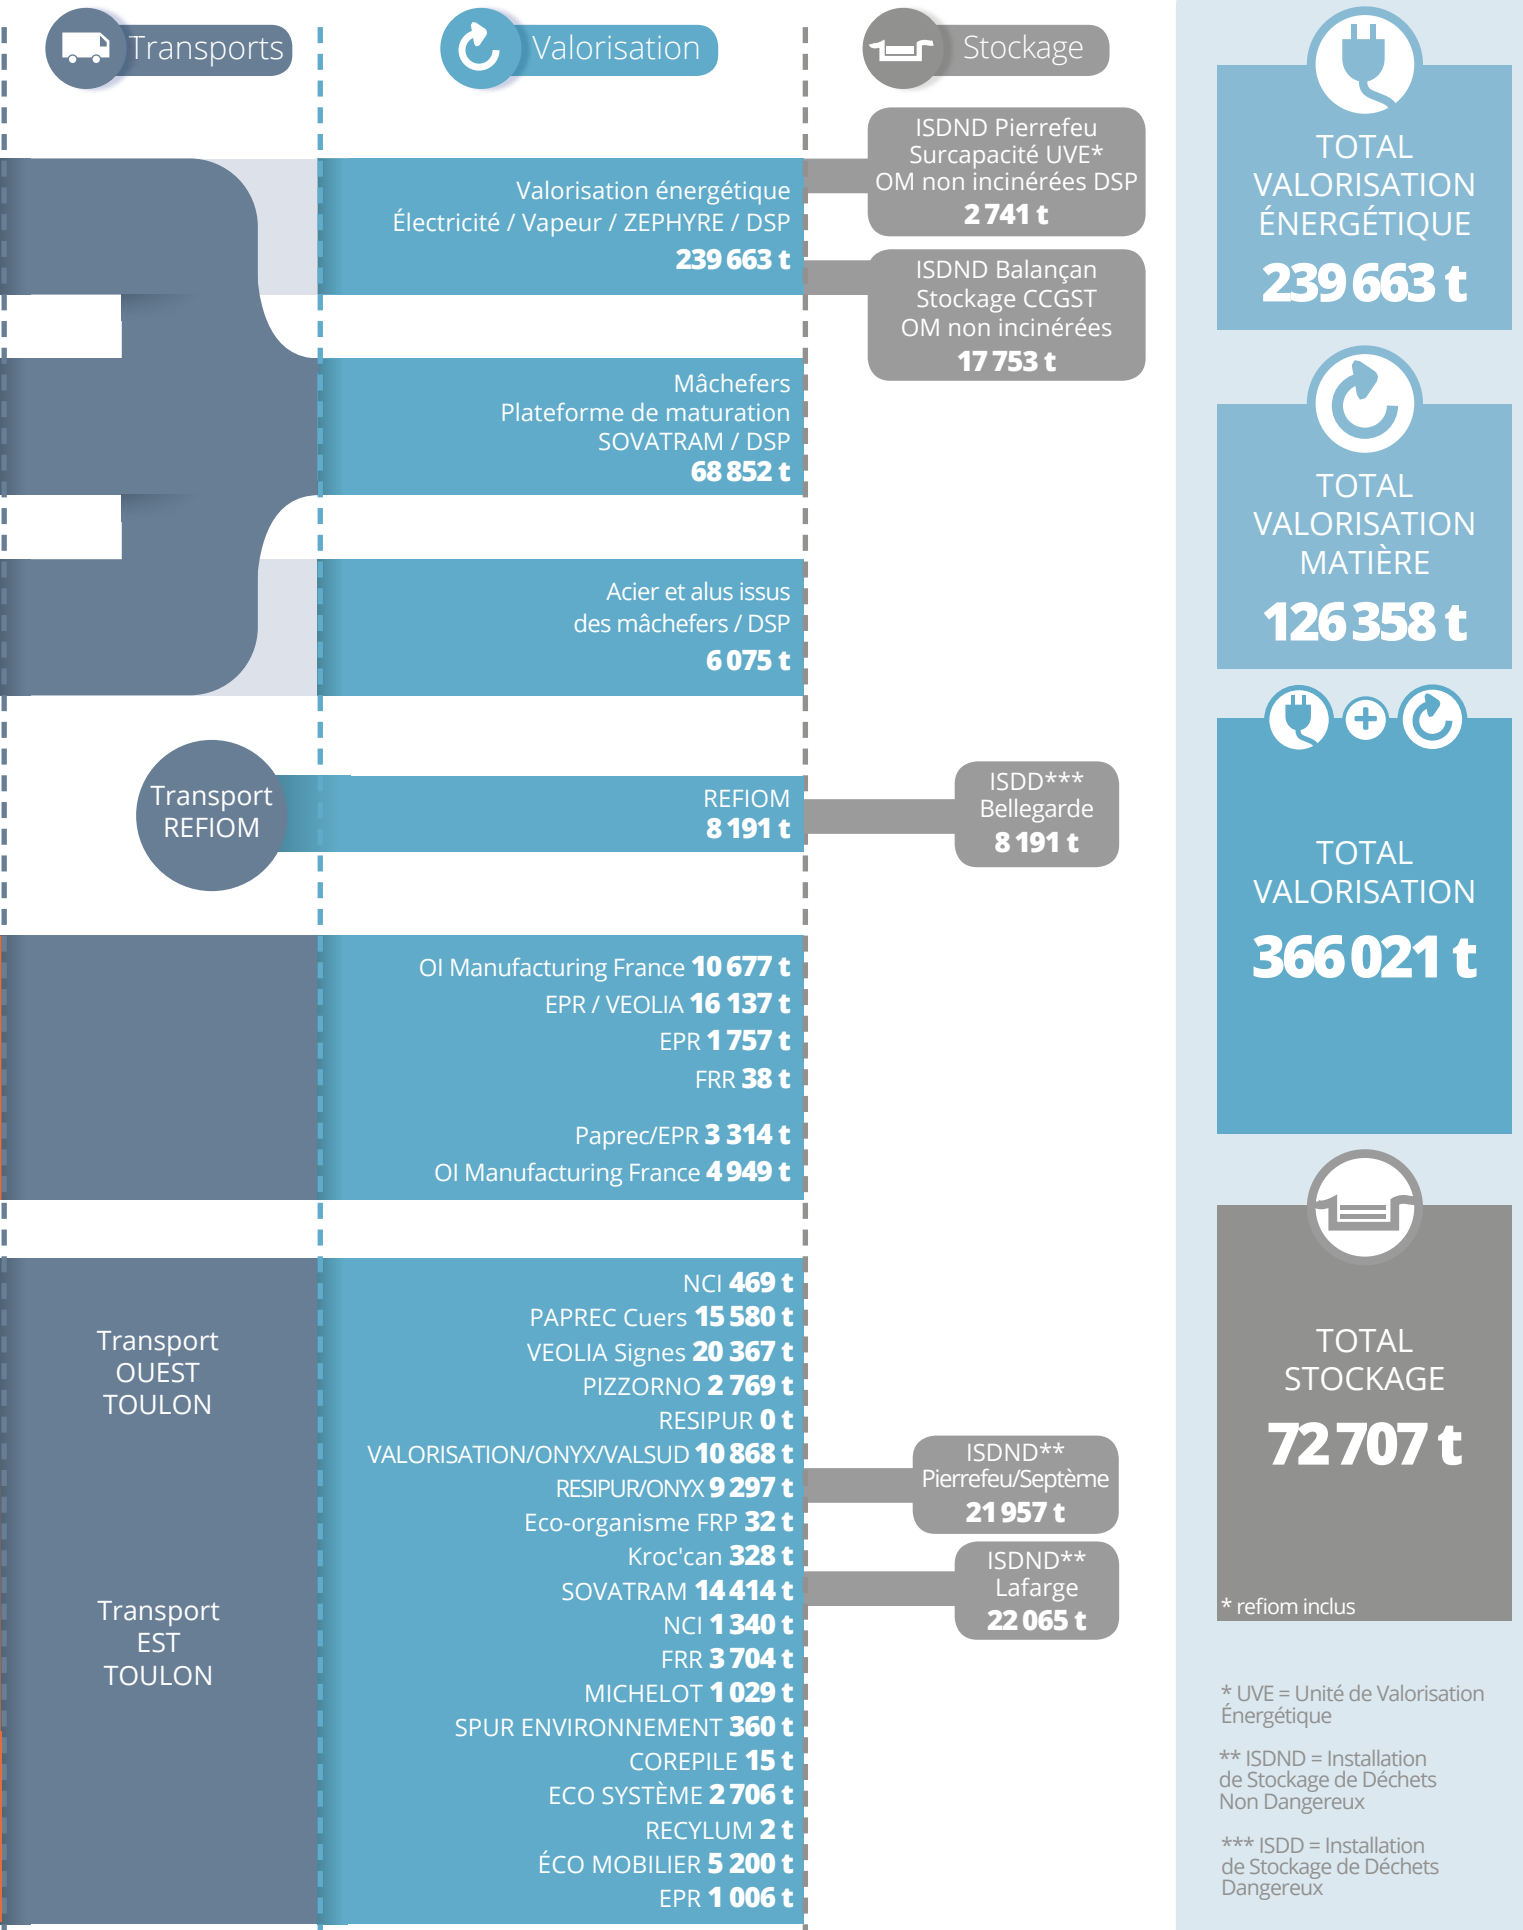 Transports
Valorisation
Stockage
Valorisation énergétique
Électricité / Vapeur / ZEPHYRE / DSP
239 663 t
ISDND Pierrefeu
Surcapacité UVE*
OM non incinérées DSP
2 741 t
ISDND Balançan
Stockage CCGST
OM non incinérées
17 753 t
Mâchefers
Plateforme de maturation
SOVATRAM / DSP
68 852 t
Acier et alus issus
des mâchefers / DSP
6 075 t
Transport
REFIOM
REFIOM
8 191 t
ISDD***
Bellegarde
8 191 t
OI Manufacturing France 10 677 t
EPR / VEOLIA 16 137 t
EPR 1 757 t
FRR 38 t
Paprec/EPR 3 314 t
OI Manufacturing France 4 949 t
Transport
OUEST
TOULON
Transport
EST
TOULON
NCI 469 t
PAPREC Cuers 15 580 t
VEOLIA Signes 20 367 t
PIZZORNO 2 769 t
RESIPUR 0 t
VALORISATION/ONYX/VALSUD 10 868 t
RESIPUR/ONYX 9 297 t
Eco-organisme FRP 32 t
Kroc'can 328 t
SOVATRAM 14 414 t
NCI 1 340 t
FRR 3 704 t
MICHELOT 1 029 t
SPUR ENVIRONNEMENT 360 t
COREPILE 15 t
ECO SYSTÈME 2 706 t
RECYLUM 2 t
ÉCO MOBILIER 5 200 t
EPR 1 006 t
ISDND**
Pierrefeu/Septème
21 957 t
ISDND**
Lafarge
22 065 t
TOTAL
VALORISATION
ÉNERGÉTIQUE
239 663 t
TOTAL
VALORISATION
MATIÈRE
126 358 t
TOTAL
VALORISATION
366 021 t
TOTAL
STOCKAGE
72 707 t
* refiom inclus
* UVE = Unité de Valorisation
Énergétique
** ISDND = Installation
de Stockage de Déchets
Non Dangereux
*** ISDD = Installation
de Stockage de Déchets
Dangereux